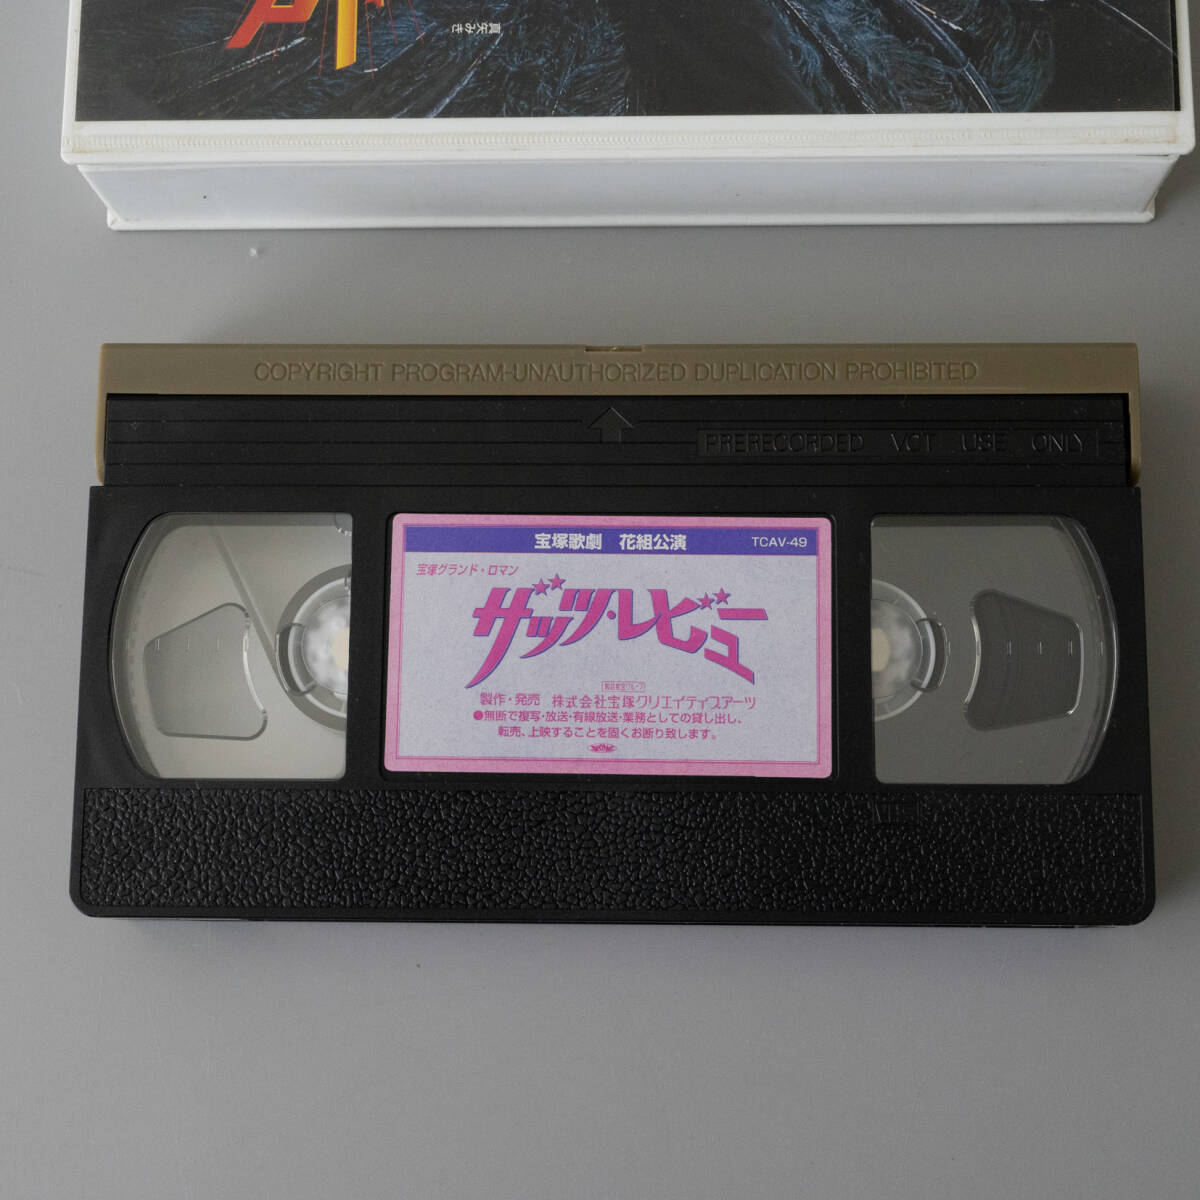 真矢みき
COPYRIGHT PROGRAM-UNAUTHORIZED DUPLICATION PROHIBITED
PRERECORDED VCT USE ONLY
宝塚歌劇 花組公演 TCAV-49
宝塚グランド・ロマン
ザッツ・レビュー
製作・発売 株式会社宝塚クリエイティブアーツ
●無断で複写・放送・有線放送・業務としての貸し出し、
転売、上映することを固くお断り致します。